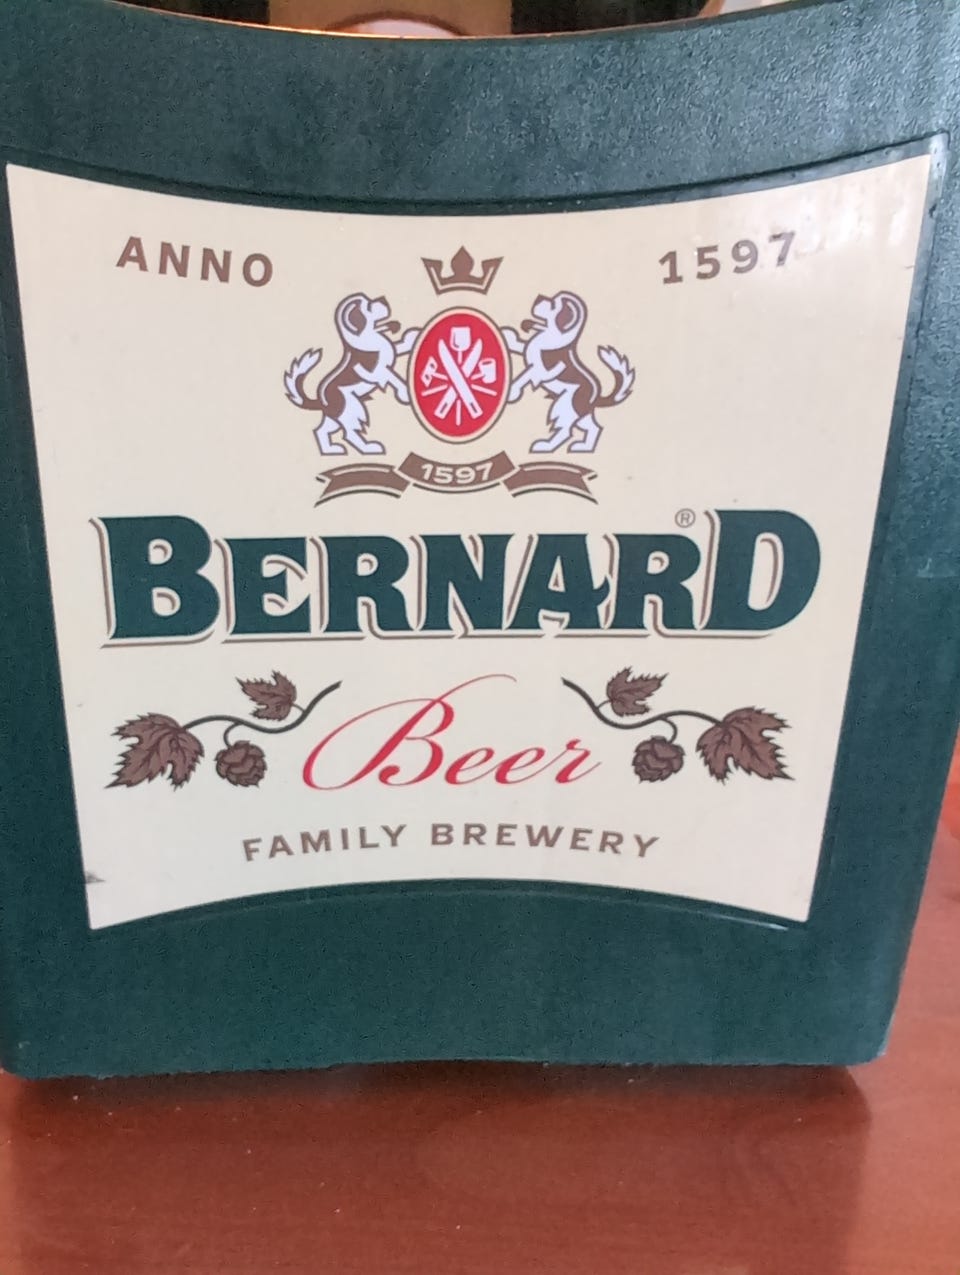 ANNO 1597
1597
BERNARD®
Beer
FAMILY BREWERY